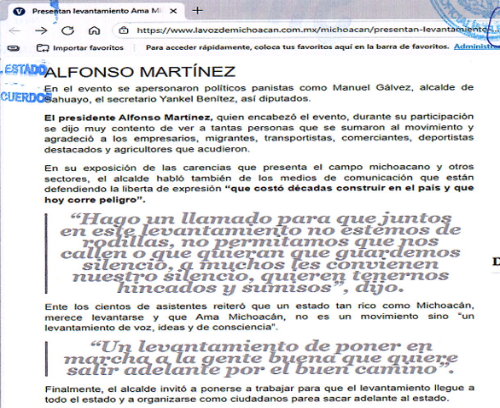 Presentan levantamiento Ama Mi
https://www.lavozdemichoacan.com.mx/michoacan/presentan-levantamiento
Importar favoritos Para acceder rápidamente, coloca tus favoritos aquí en la barra de favoritos. Administr
ESTADO
CUERDOS
ALFONSO MARTÍNEZ
En el evento se apersonaron políticos panistas como Manuel Gálvez, alcalde de
Sahuayo, el secretario Yankel Benítez, así diputados.
El presidente Alfonso Martínez, quien encabezó el evento, durante su participación
se dijo muy contento de ver a tantas personas que se sumaron al movimiento y
agradeció a los empresarios, migrantes, transportistas, comerciantes, deportistas
destacados y agricultores que acudieron.
En su exposición de las carencias que presenta el campo michoacano y otros
sectores, el alcalde habló también de los medios de comunicación que están
defendiendo la liberta de expresión “que costó décadas construir en el país y que
hoy corre peligro”.
“Hago un llamado para que juntos
en este levantamiento no estemos de
rodillas, no permitamos que nos
callen o que quieran que guardemos
silencio, a muchos les convienen
nuestro silencio, quieren tenernos
hincados y sumisos”, dijo.
Ente los cientos de asistentes reiteró que un estado tan rico como Michoacán,
merece levantarse y que Ama Michoacán, no es un movimiento sino “un
levantamiento de voz, ideas y de consciencia”.
“Un levantamiento de poner en
marcha a la gente buena que quiere
salir adelante por el buen camino”.
Finalmente, el alcalde invitó a ponerse a trabajar para que el levantamiento llegue a
todo el estado y a organizarse como ciudadanos parea sacar adelante al estado.